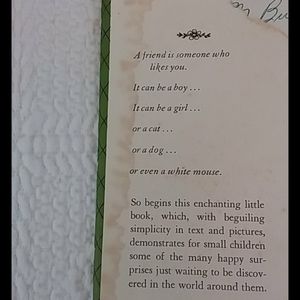 A friend is someone who
likes you.
It can be a boy . . .
It can be a girl . . .
or a cat . . .
or a dog . . .
or even a white mouse.
So begins this enchanting little
book, which, with beguiling
simplicity in text and pictures,
demonstrates for small children
some of the many happy sur-
prises just waiting to be discov-
ered in the world around them.